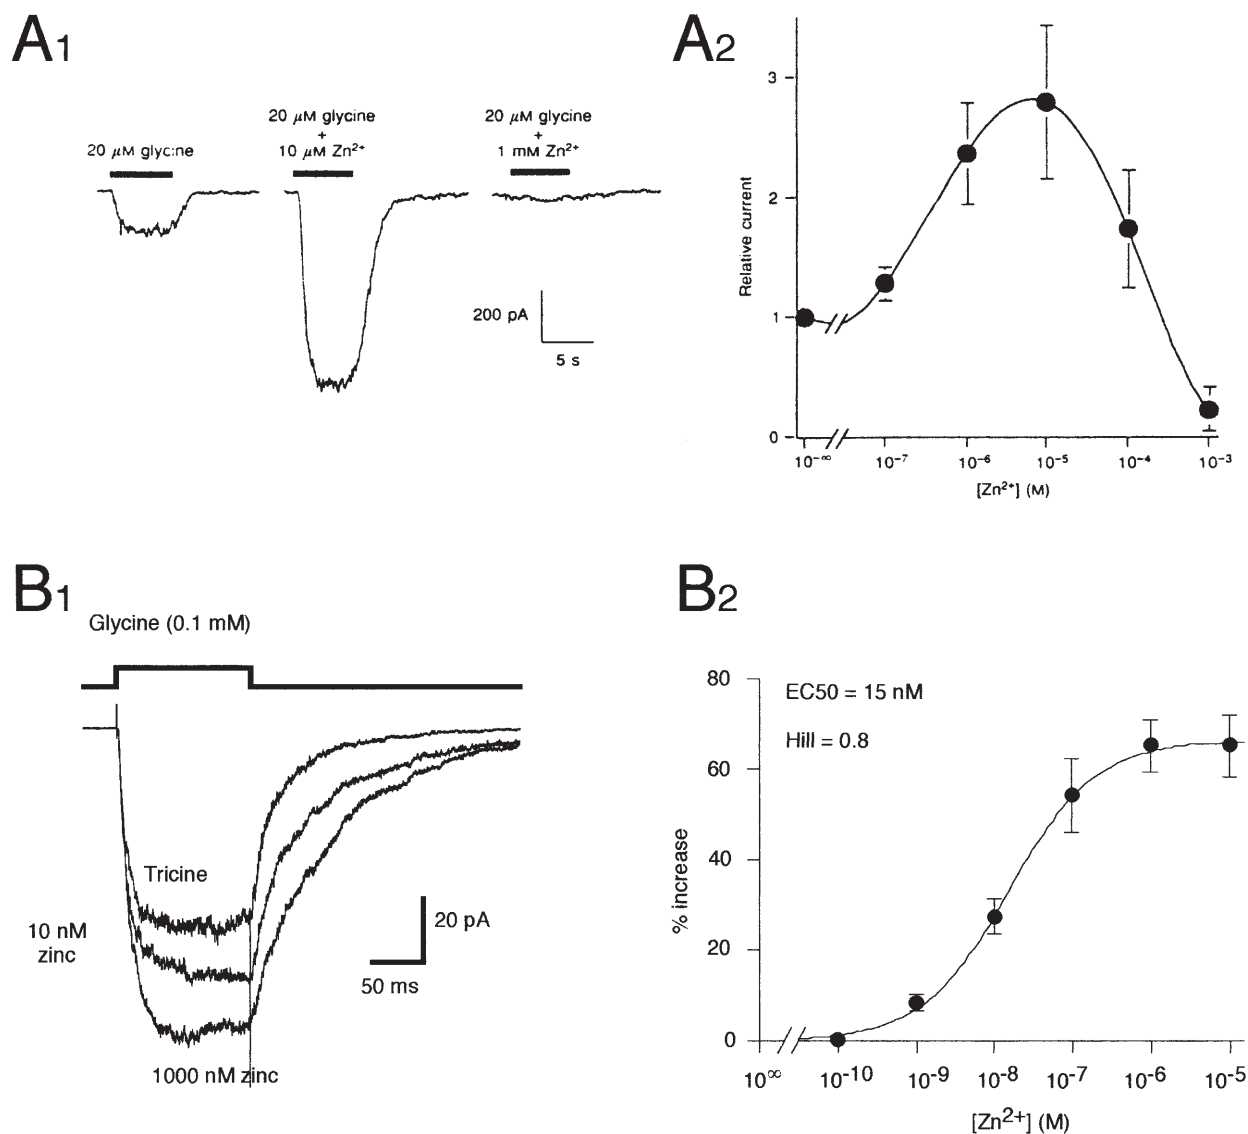 A1
20 μM glycine
20 μM glycine
+
10 μM Zn²⁺
20 μM glycine
+
1 mM Zn²⁺
200 pA
5 s
A2
Relative current
3
2
1
0
10⁻∞
10⁻⁷
10⁻⁶
10⁻⁵
10⁻⁴
10⁻³
[Zn²⁺] (M)
B1
Glycine (0.1 mM)
Tricine
10 nM
zinc
20 pA
50 ms
1000 nM zinc
B2
EC50 = 15 nM
Hill = 0.8
% increase
80
60
40
20
0
10∞
10⁻¹⁰
10⁻⁹
10⁻⁸
10⁻⁷
10⁻⁶
10⁻⁵
[Zn²⁺] (M)